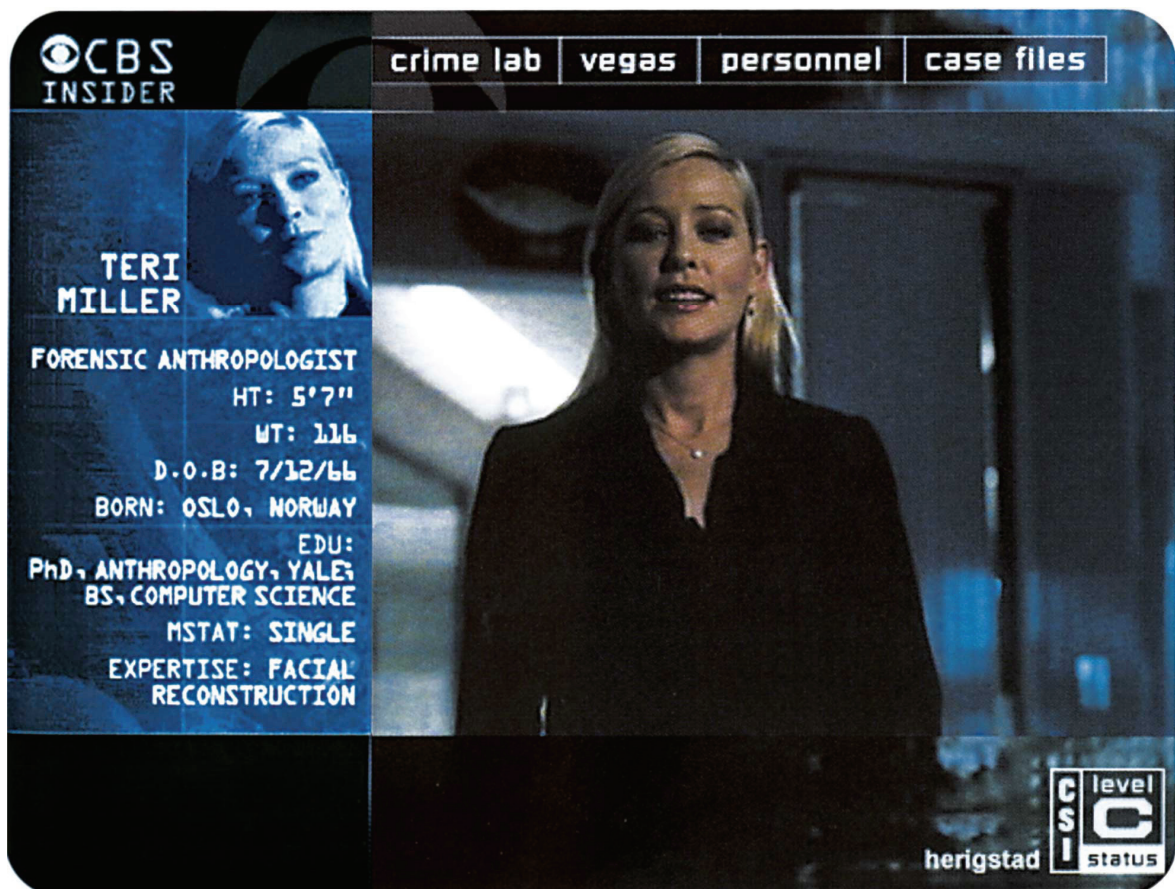 CBS
INSIDER
crime lab
vegas
personnel
case files
TERI
MILLER
FORENSIC ANTHROPOLOGIST
HT: 5'7"
WT: 116
D.O.B: 7/12/66
BORN: OSLO, NORWAY
EDU:
PhD, ANTHROPOLOGY, YALE;
BS, COMPUTER SCIENCE
MSTAT: SINGLE
EXPERTISE: FACIAL
RECONSTRUCTION
herigstad
CSI
level
C
status